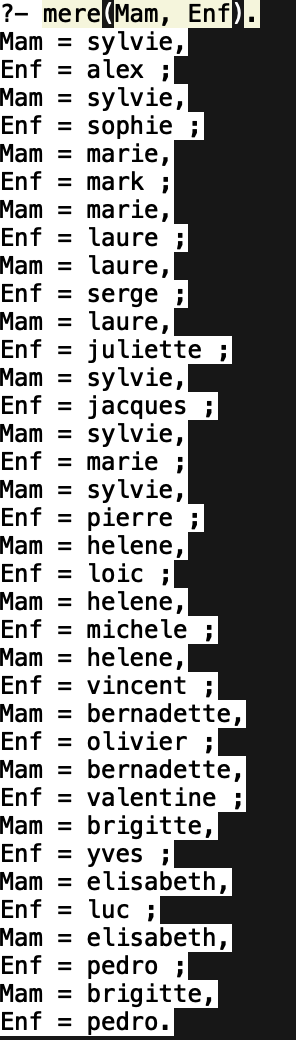 ?- mere(Mam, Enf).
Mam = sylvie,
Enf = alex ;
Mam = sylvie,
Enf = sophie ;
Mam = marie,
Enf = mark ;
Mam = marie,
Enf = laure ;
Mam = laure,
Enf = serge ;
Mam = laure,
Enf = juliette ;
Mam = sylvie,
Enf = jacques ;
Mam = sylvie,
Enf = marie ;
Mam = sylvie,
Enf = pierre ;
Mam = helene,
Enf = loic ;
Mam = helene,
Enf = michele ;
Mam = helene,
Enf = vincent ;
Mam = bernadette,
Enf = olivier ;
Mam = bernadette,
Enf = valentine ;
Mam = brigitte,
Enf = yves ;
Mam = elisabeth,
Enf = luc ;
Mam = elisabeth,
Enf = pedro ;
Mam = brigitte,
Enf = pedro.